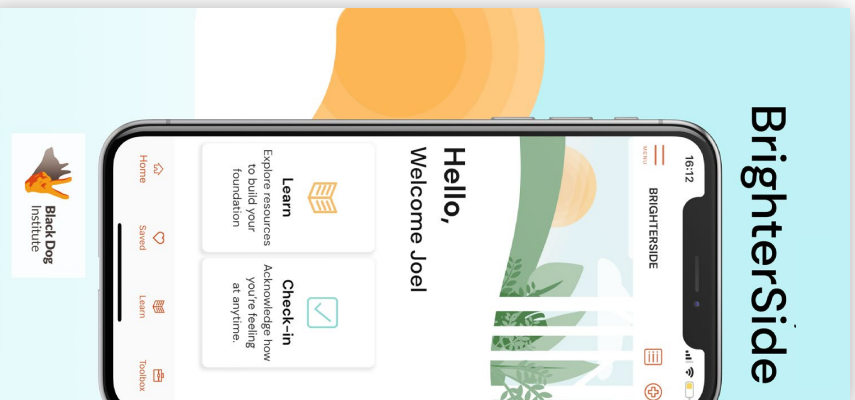 BrighterSide
16:12
MENU
BRIGHTERSIDE
Hello,
Welcome Joel
Learn
Explore resources
to build your
foundation
Check-in
Acknowledge how
you're feeling
at anytime.
Home
Saved
Learn
Toolbox
Black Dog
Institute